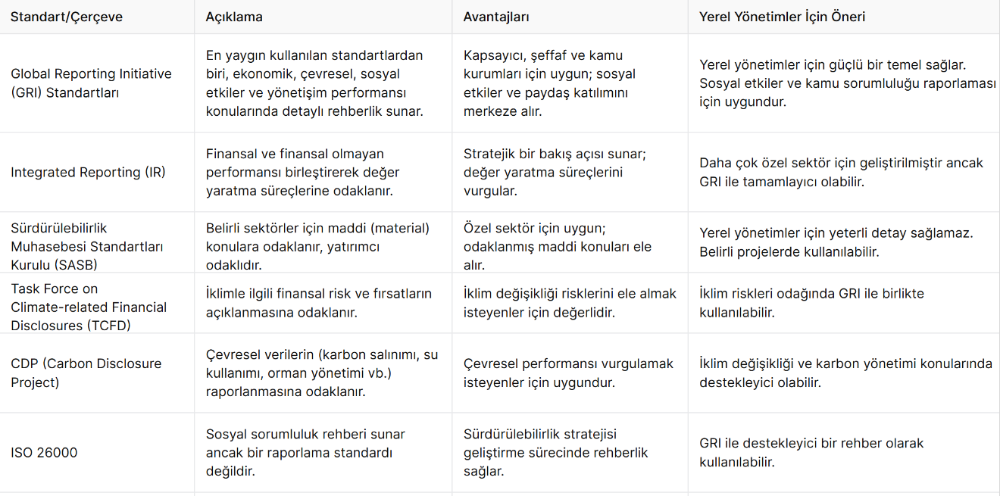 Standart/Çerçeve
Açıklama
Avantajları
Yerel Yönetimler İçin Öneri
Global Reporting Initiative
(GRI) Standartları
En yaygın kullanılan standartlardan
biri, ekonomik, çevresel, sosyal
etkiler ve yönetişim performansı
konularında detaylı rehberlik sunar.
Kapsayıcı, şeffaf ve kamu
kurumları için uygun; sosyal
etkiler ve paydaş katılımını
merkeze alır.
Yerel yönetimler için güçlü bir temel sağlar.
Sosyal etkiler ve kamu sorumluluğu raporlaması
için uygundur.
Integrated Reporting (IR)
Finansal ve finansal olmayan
performansı birleştirerek değer
yaratma süreçlerine odaklanır.
Stratejik bir bakış açısı sunar;
değer yaratma süreçlerini
vurgular.
Daha çok özel sektör için geliştirilmiştir ancak
GRI ile tamamlayıcı olabilir.
Sürdürülebilirlik
Muhasebesi Standartları
Kurulu (SASB)
Belirli sektörler için maddi (material)
konulara odaklanır, yatırımcı
odaklıdır.
Özel sektör için uygun;
odaklanmış maddi konuları ele
alır.
Yerel yönetimler için yeterli detay sağlamaz.
Belirli projelerde kullanılabilir.
Task Force on
Climate-related Financial
Disclosures (TCFD)
İklimle ilgili finansal risk ve fırsatların
açıklanmasına odaklanır.
İklim değişikliği risklerini ele almak
isteyenler için değerlidir.
İklim riskleri odağında GRI ile birlikte
kullanılabilir.
CDP (Carbon Disclosure
Project)
Çevresel verilerin (karbon salınımı, su
kullanımı, orman yönetimi vb.)
raporlanmasına odaklanır.
Çevresel performansı vurgulamak
isteyenler için uygundur.
İklim değişikliği ve karbon yönetimi konularında
destekleyici olabilir.
ISO 26000
Sosyal sorumluluk rehberi sunar
ancak bir raporlama standardı
değildir.
Sürdürülebilirlik stratejisi
geliştirme sürecinde rehberlik
sağlar.
GRI ile destekleyici bir rehber olarak
kullanılabilir.